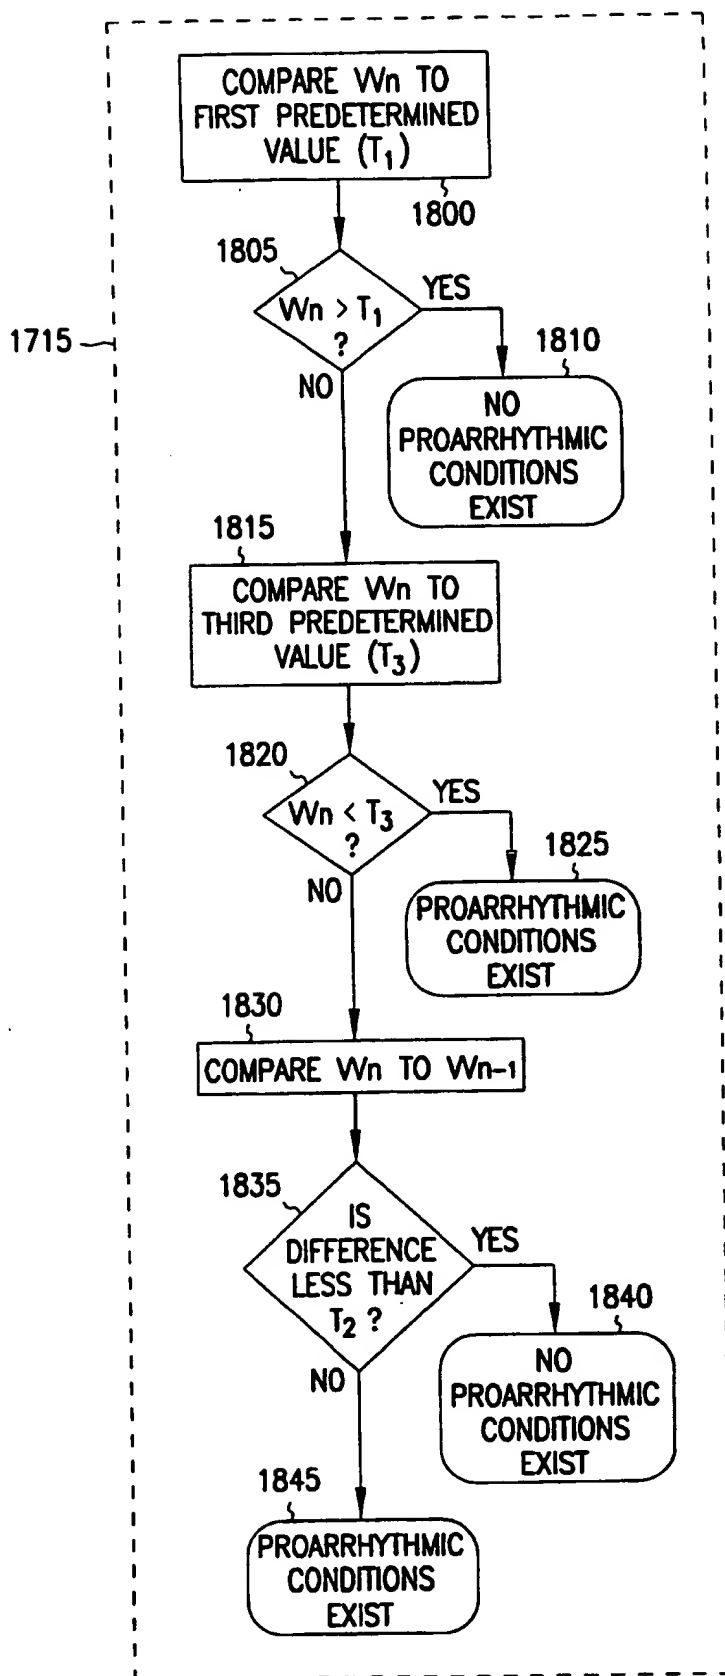 COMPARE Wn TO
FIRST PREDETERMINED
VALUE (T1)
1800
1805
Wn > T1
?
YES
NO
1715
1810
NO
PROARRHYTHMIC
CONDITIONS
EXIST
1815
COMPARE Wn TO
THIRD PREDETERMINED
VALUE (T3)
1820
Wn < T3
?
YES
NO
1825
PROARRHYTHMIC
CONDITIONS
EXIST
1830
COMPARE Wn TO Wn-1
1835
IS
DIFFERENCE
LESS THAN
T2 ?
YES
NO
1840
NO
PROARRHYTHMIC
CONDITIONS
EXIST
1845
PROARRHYTHMIC
CONDITIONS
EXIST